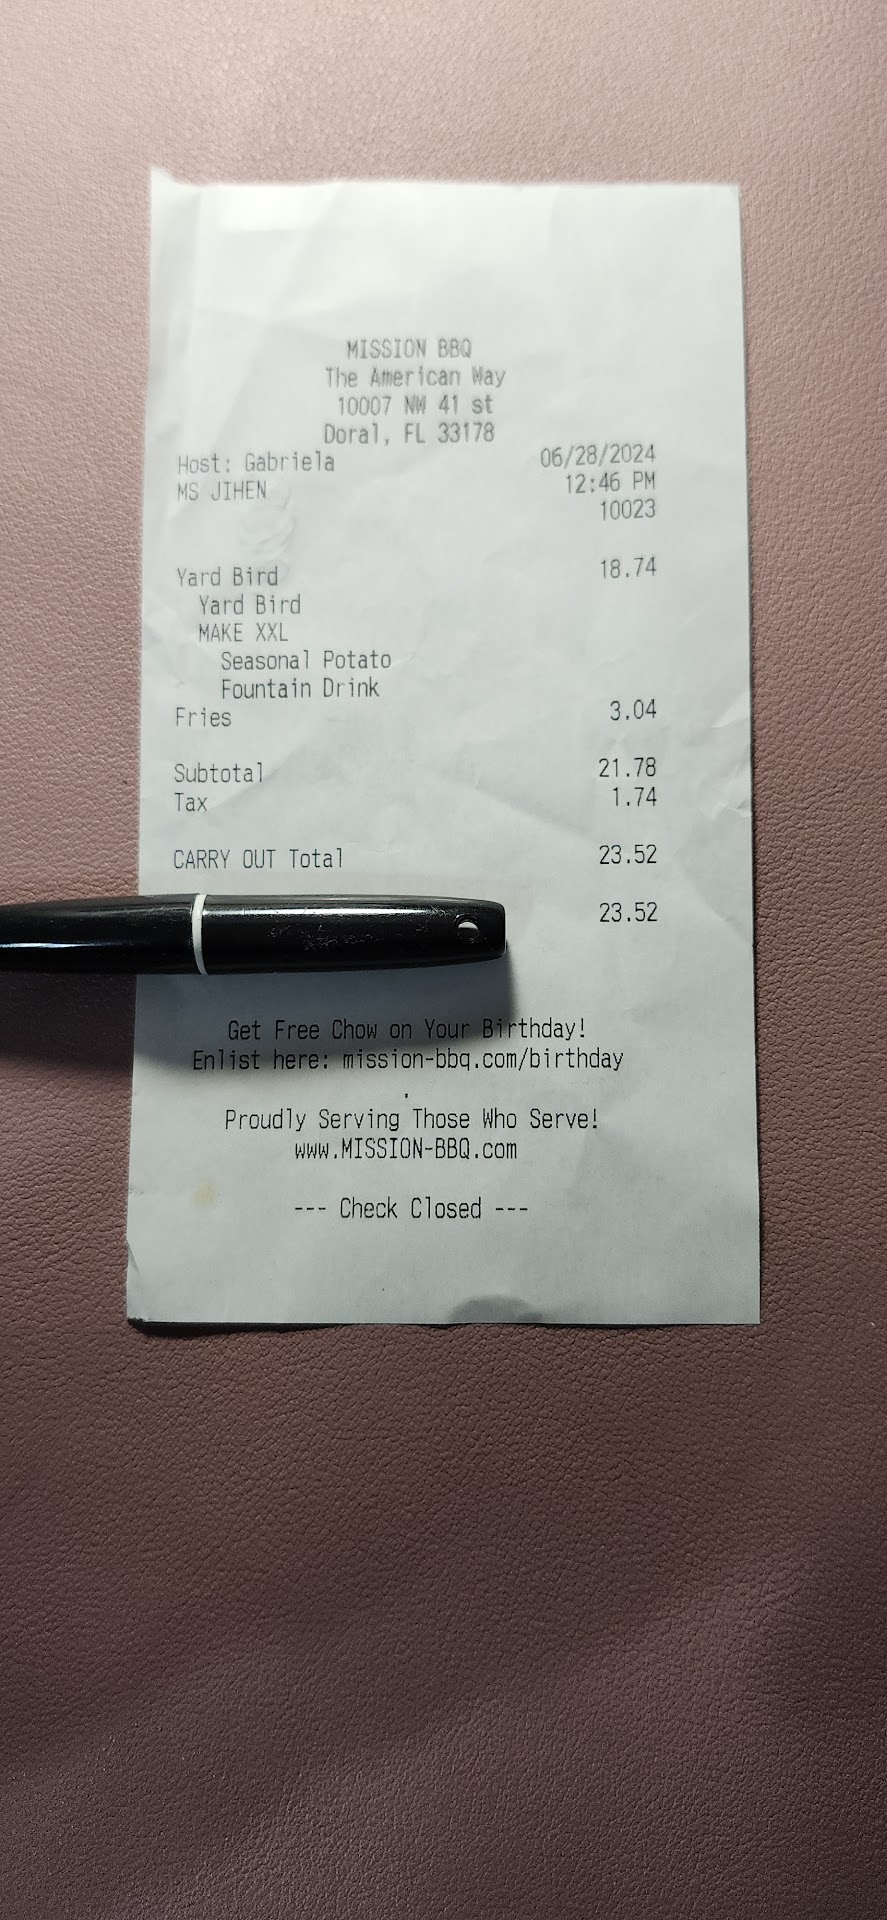 MISSION BBQ
The American Way
10007 NW 41 st
Doral, FL 33178
Host: Gabriela 06/28/2024
MS JIHEN 12:46 PM
10023
Yard Bird 18.74
Yard Bird
MAKE XXL
Seasonal Potato
Fountain Drink
Fries 3.04
Subtotal 21.78
Tax 1.74
CARRY OUT Total 23.52
23.52
Get Free Chow on Your Birthday!
Enlist here: mission-bbq.com/birthday
.
Proudly Serving Those Who Serve!
www.MISSION-BBQ.com
--- Check Closed ---